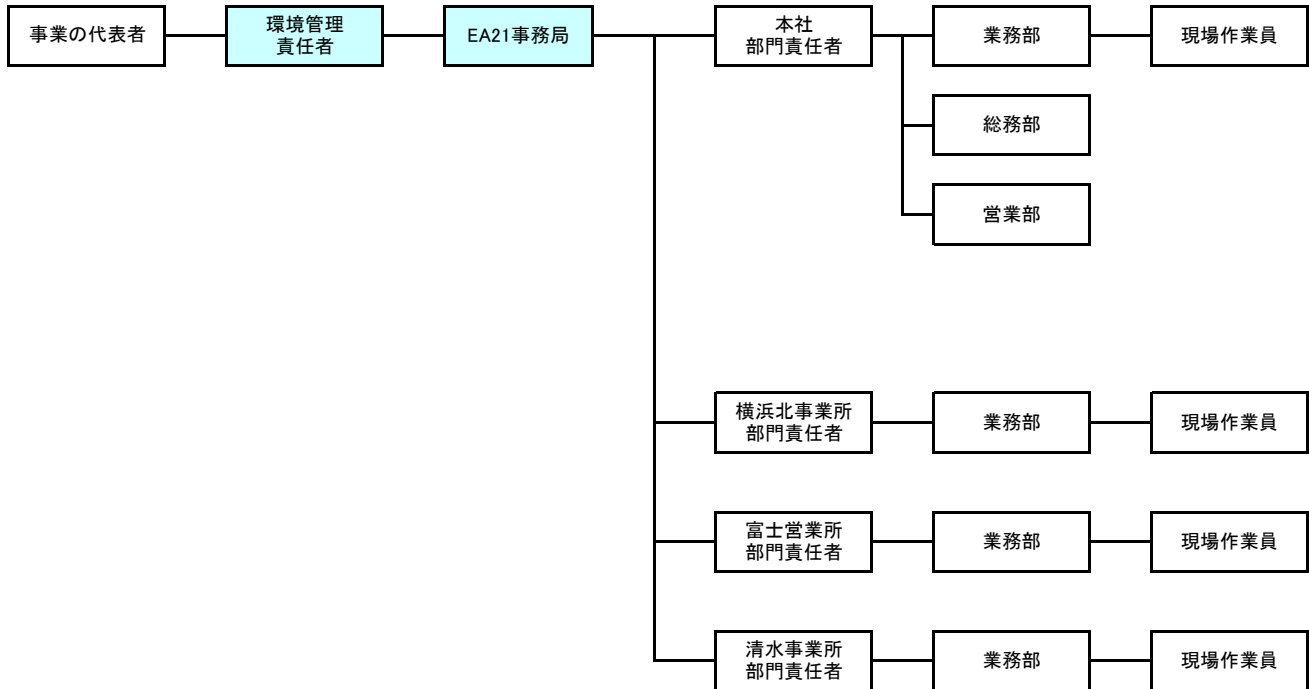 事業の代表者
環境管理
責任者
EA21事務局
本社
部門責任者
業務部
現場作業員
総務部
営業部
横浜北事業所
部門責任者
業務部
現場作業員
富士営業所
部門責任者
業務部
現場作業員
清水事業所
部門責任者
業務部
現場作業員